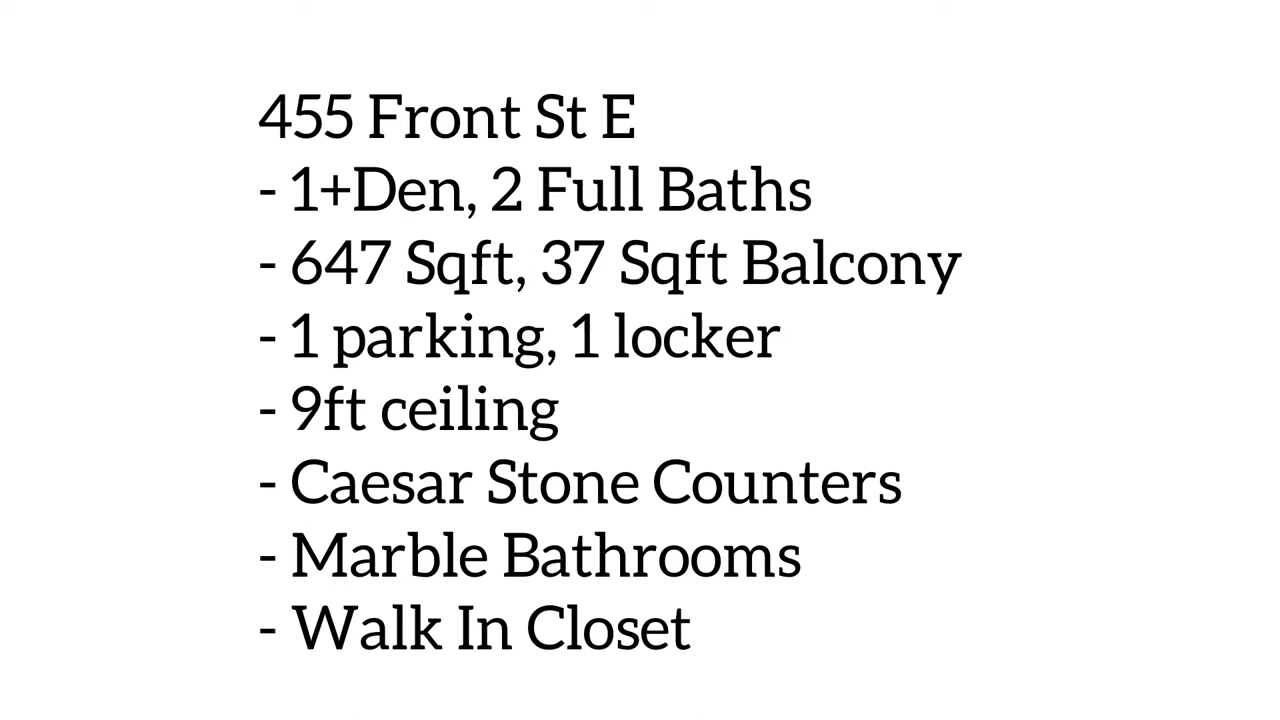 455 Front St E
- 1+Den, 2 Full Baths
- 647 Sqft, 37 Sqft Balcony
- 1 parking, 1 locker
- 9ft ceiling
- Caesar Stone Counters
- Marble Bathrooms
- Walk In Closet